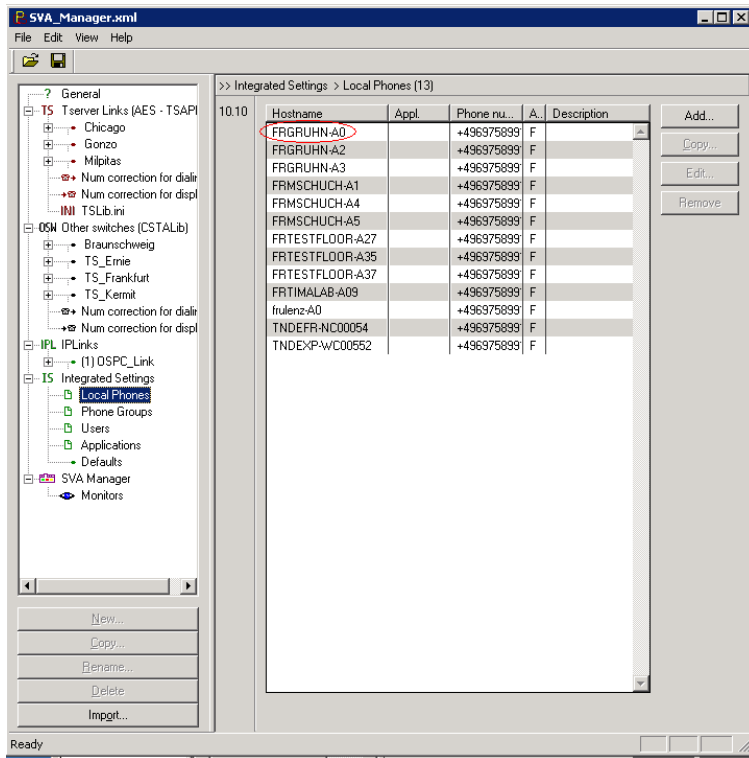 SVA_Manager.xml
File Edit View Help
>> Integrated Settings > Local Phones (13)
? General
TS Tserver Links (AES - TSAPI
Chicago
Gonzo
Milpitas
Num correction for dialin
Num correction for displ
INI TSLib.ini
OSW Other switches (CSTALib)
Braunschweig
TS_Ernie
TS_Frankfurt
TS_Kermit
Num correction for dialin
Num correction for displ
IPL IPLinks
(1) OSPC_Link
IS Integrated Settings
Local Phones
Phone Groups
Users
Applications
Defaults
SVA Manager
Monitors
New...
Copy...
Rename...
Delete
Import...
10.10
Hostname Appl. Phone nu... A.. Description
FRGRUHN-A0 +496975899 F
FRGRUHN-A2 +496975899 F
FRGRUHN-A3 +496975899 F
FRMSCHUCH-A1 +496975899 F
FRMSCHUCH-A4 +496975899 F
FRMSCHUCH-A5 +496975899 F
FRTESTFLOOR-A27 +496975899 F
FRTESTFLOOR-A35 +496975899 F
FRTESTFLOOR-A37 +496975899 F
FRTIMALAB-A09 +496975899 F
frulenz-A0 +496975899 F
TNDEFR-NC00054 +496975899 F
TNDEXP-WC00552 +496975899 F
Add...
Copy...
Edit...
Remove
Ready